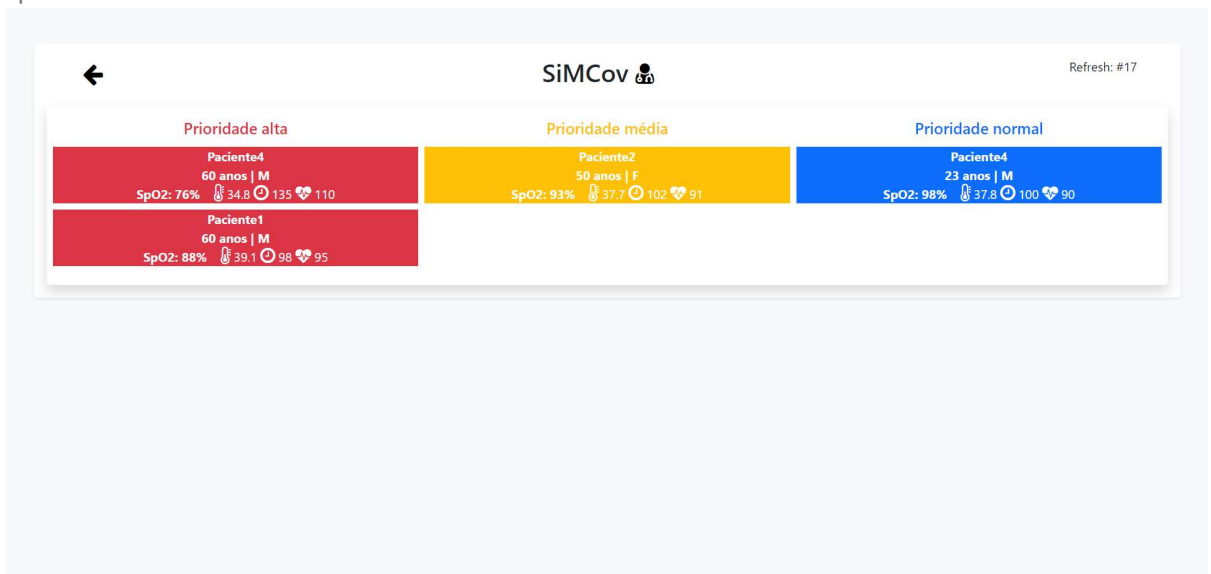 SiMCov
Refresh: #17
Prioridade alta
Paciente4
60 anos | M
SpO2: 76% 34.8 135 110
Paciente1
60 anos | M
SpO2: 88% 39.1 98 95
Prioridade média
Paciente2
50 anos | F
SpO2: 93% 37.7 102 91
Prioridade normal
Paciente4
23 anos | M
SpO2: 98% 37.8 100 90